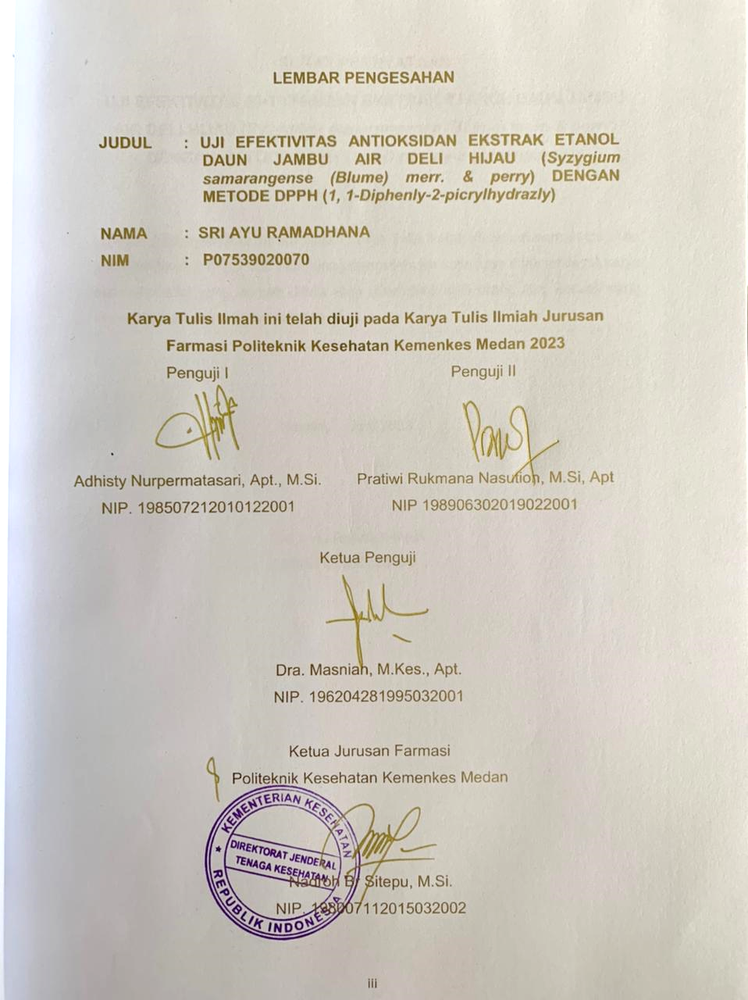 LEMBAR PENGESAHAN
JUDUL : UJI EFEKTIVITAS ANTIOKSIDAN EKSTRAK ETANOL
DAUN JAMBU AIR DELI HIJAU (Syzygium
samarangense (Blume) merr. & perry) DENGAN
METODE DPPH (1, 1-Diphenly-2-picrylhydrazly)
NAMA : SRI AYU RAMADHANA
NIM : P07539020070
Karya Tulis Ilmah ini telah diuji pada Karya Tulis Ilmiah Jurusan
Farmasi Politeknik Kesehatan Kemenkes Medan 2023
Penguji I
Penguji II
Adhisty Nurpermatasari, Apt., M.Si.
Pratiwi Rukmana Nasution, M.Si, Apt
NIP. 198507212010122001
NIP 198906302019022001
Ketua Penguji
Dra. Masniah, M.Kes., Apt.
NIP. 196204281995032001
Ketua Jurusan Farmasi
Politeknik Kesehatan Kemenkes Medan
KEMENTERIAN KESEHATAN
DIREKTORAT JENDERAL
TENAGA KESEHATAN
REPUBLIK INDONESIA
Nadroh Br Sitepu, M.Si.
NIP. 198007112015032002
iii